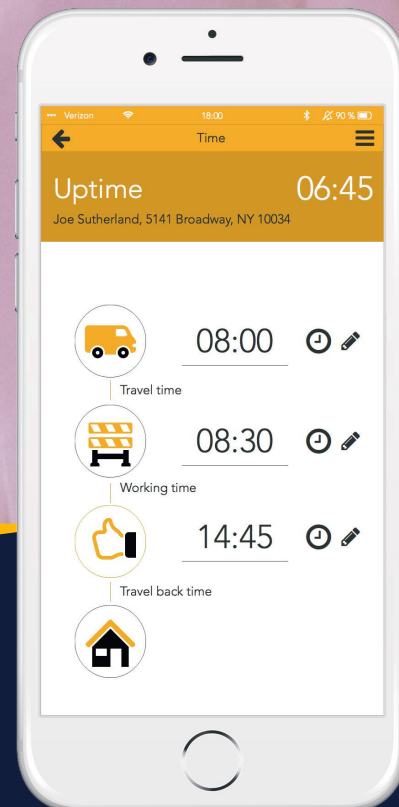 Verizon 18:00 90 %
Time
Uptime 06:45
Joe Sutherland, 5141 Broadway, NY 10034
08:00
Travel time
08:30
Working time
14:45
Travel back time